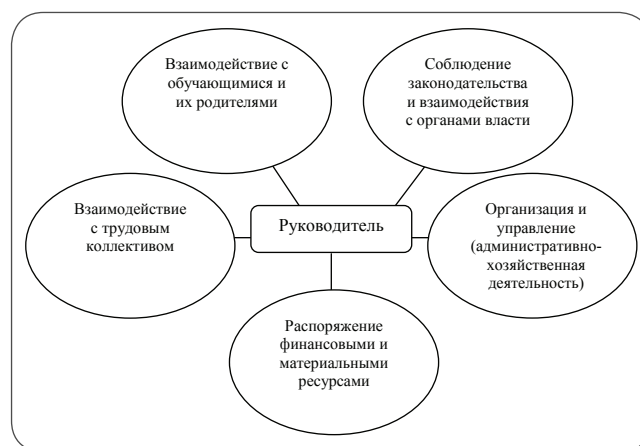 Взаимодействие с
обучающимися и
их родителями
Соблюдение
законодательства
и взаимодействия
с органами власти
Взаимодействие
с трудовым
коллективом
Руководитель
Организация и
управление
(административно-
хозяйственная
деятельность)
Распоряжение
финансовыми и
материальными
ресурсами